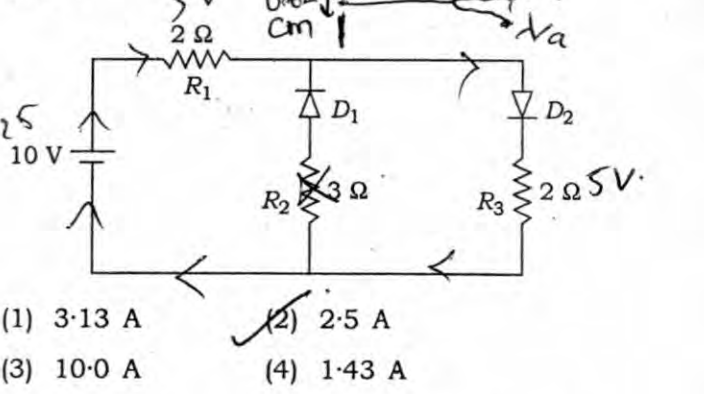 cm
Va
2 Ω
R1
D1
D2
25
10 V
R2 3 Ω
R3 2 Ω 5V.
(1) 3·13 A (2) 2·5 A
(3) 10·0 A (4) 1·43 A